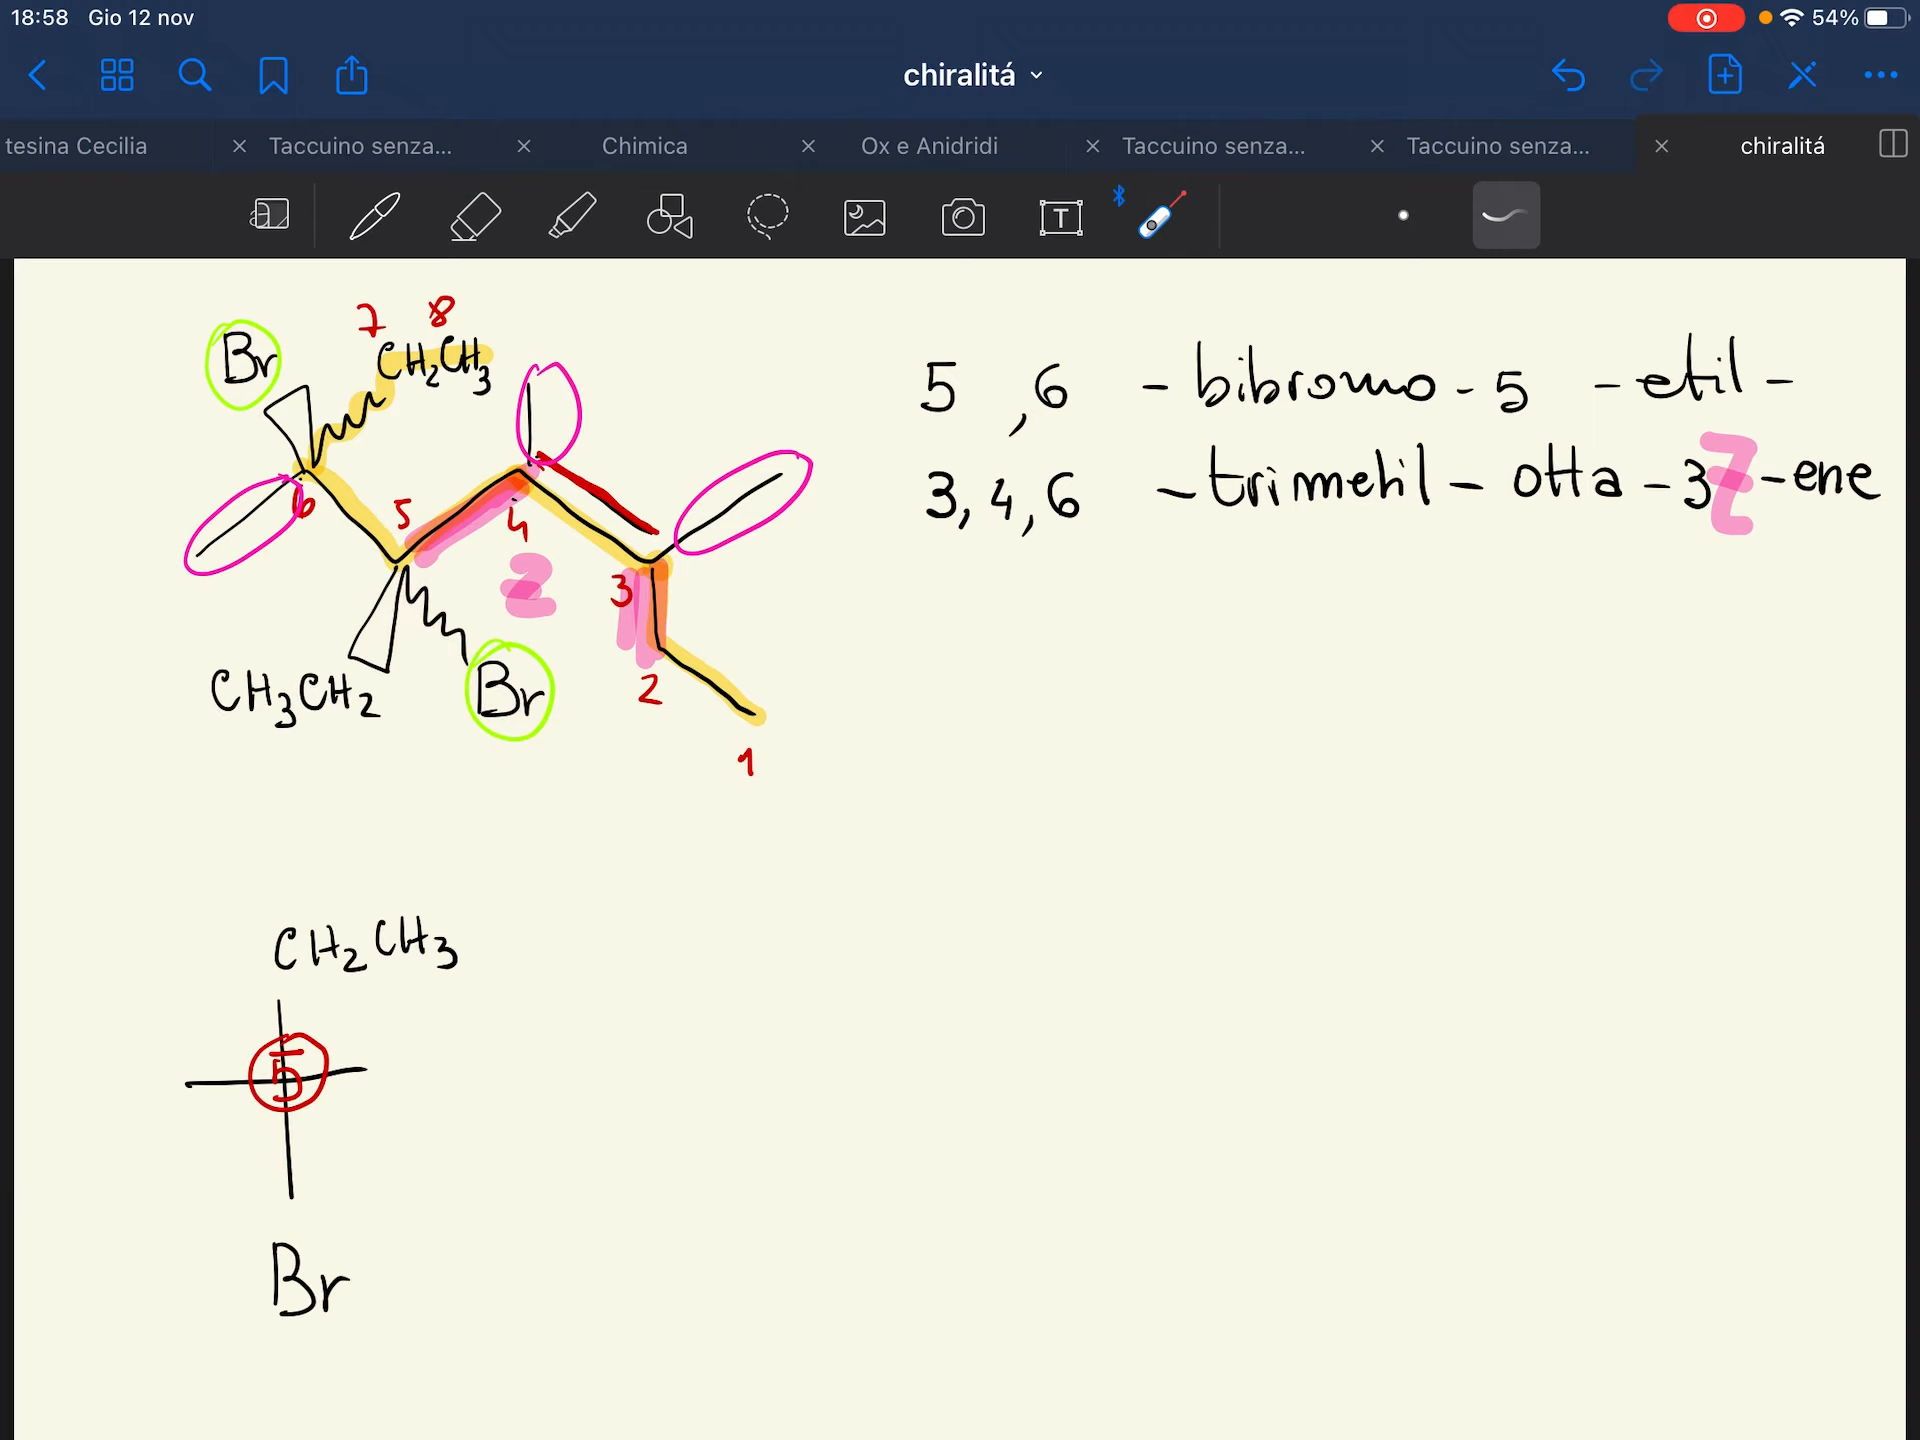 18:58 Gio 12 nov 54%
chiralitá
tesina Cecilia Taccuino senza... Chimica Ox e Anidridi Taccuino senza... Taccuino senza... chiralitá
7 8
Br CH2CH3
5, 6 - bibromo - 5 - etil -
3, 4, 6 - trimetil - otta - 3Z - ene
6 5 4
Z 3
CH3CH2 Br 2
1
CH2CH3
5
Br